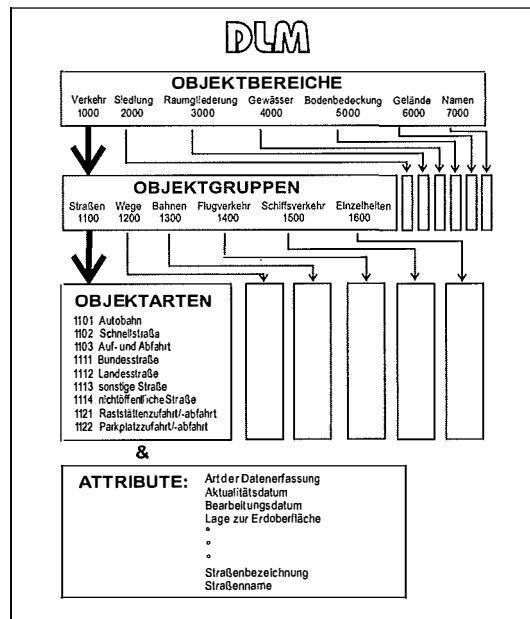 DLM
OBJEKTBEREICHE
Verkehr Siedlung Raumgliederung Gewässer Bodenbedeckung Gelände Namen
1000 2000 3000 4000 5000 6000 7000
OBJEKTGRUPPEN
Straßen Wege Bahnen Flugverkehr Schiffsverkehr Einzelheiten
1100 1200 1300 1400 1500 1600
OBJEKTARTEN
1101 Autobahn
1102 Schnellstraße
1103 Auf- und Abfahrt
1111 Bundesstraße
1112 Landesstraße
1113 sonstige Straße
1114 nichtöffentliche Straße
1121 Raststättenzufahrt/-abfahrt
1122 Parkplatzzufahrt/-abfahrt
&
ATTRIBUTE: Art der Datenerfassung
Aktualitätsdatum
Bearbeitungsdatum
Lage zur Erdoberfläche
°
°
°
Straßenbezeichnung
Straßenname